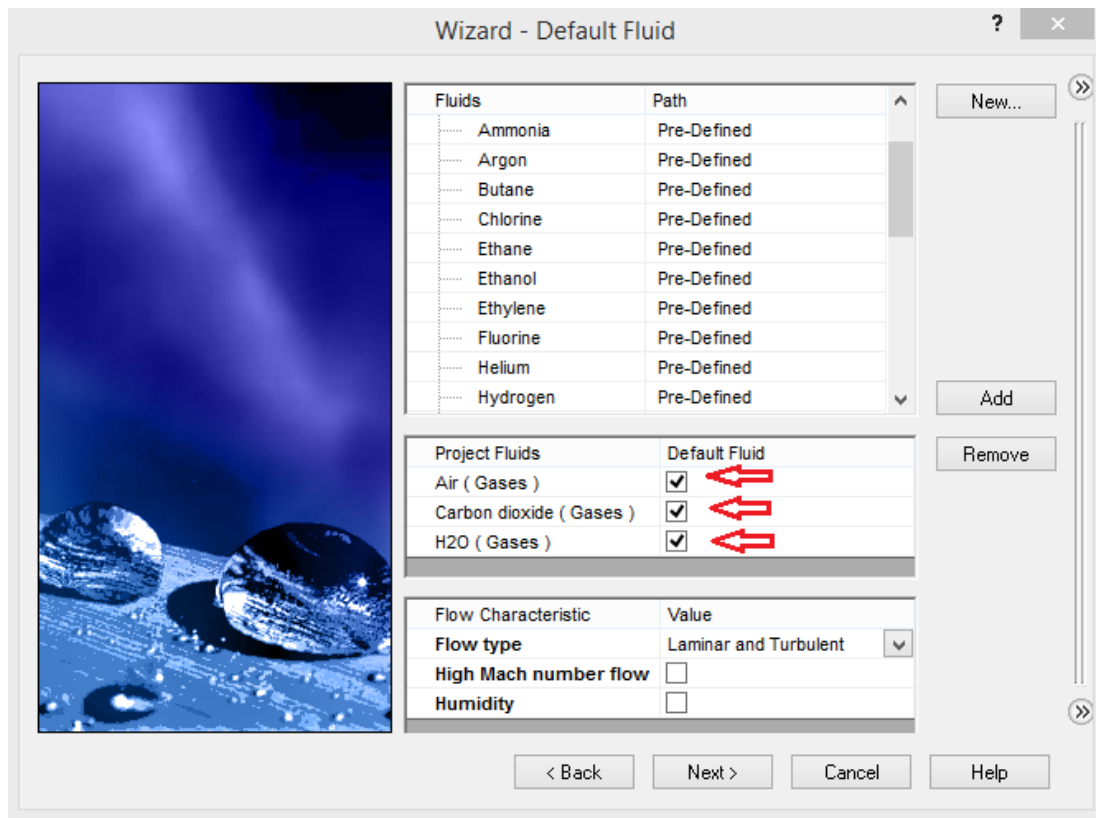 Wizard - Default Fluid ?
Fluids Path
New...
Ammonia Pre-Defined
Argon Pre-Defined
Butane Pre-Defined
Chlorine Pre-Defined
Ethane Pre-Defined
Ethanol Pre-Defined
Ethylene Pre-Defined
Fluorine Pre-Defined
Helium Pre-Defined
Hydrogen Pre-Defined
Add
Project Fluids Default Fluid
Remove
Air ( Gases )
Carbon dioxide ( Gases )
H2O ( Gases )
Flow Characteristic Value
Flow type Laminar and Turbulent
High Mach number flow
Humidity
< Back Next > Cancel Help